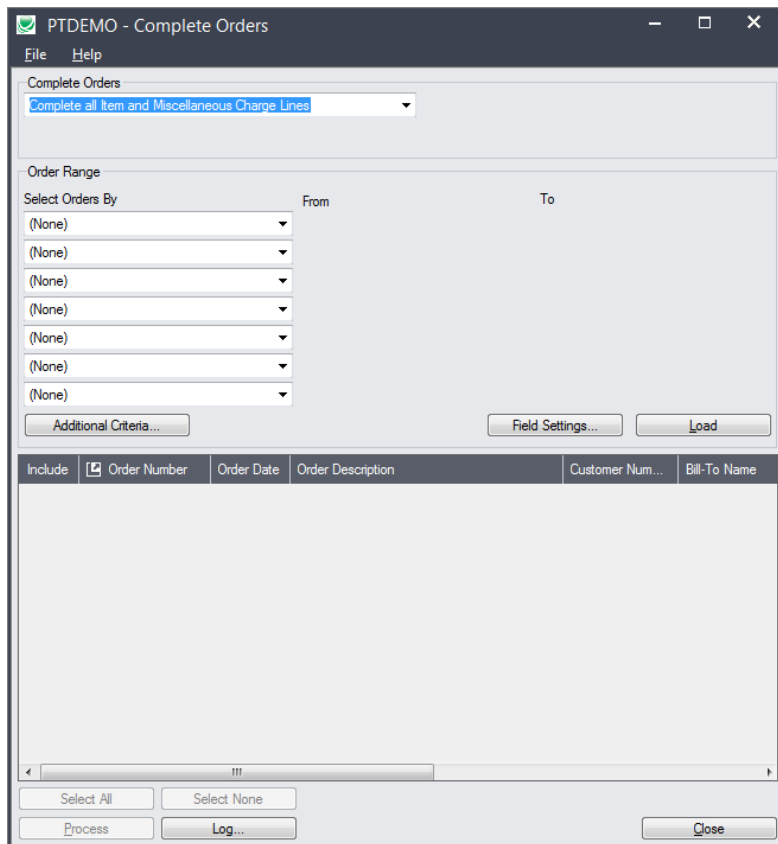 PTDEMO - Complete Orders
File Help
Complete Orders
Complete all Item and Miscellaneous Charge Lines
Order Range
Select Orders By From To
(None)
(None)
(None)
(None)
(None)
(None)
(None)
Additional Criteria... Field Settings... Load
Include Order Number Order Date Order Description Customer Num... Bill-To Name
Select All Select None
Process Log... Close